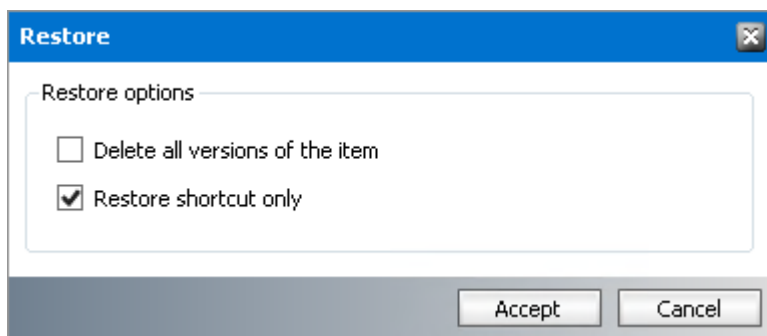 Restore
Restore options
Delete all versions of the item
Restore shortcut only
Accept Cancel